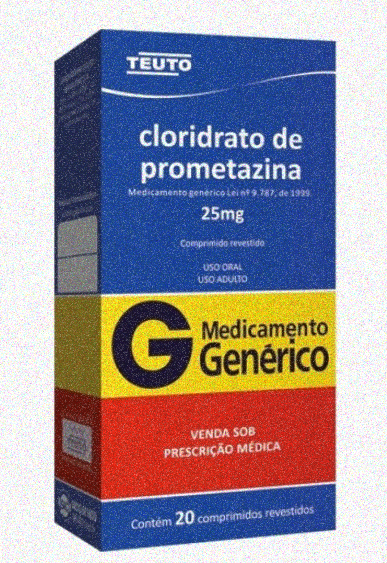 TEUTO
cloridrato de
prometazina
Medicamento genérico Lei nº 9.787, de 1999
25mg
Comprimido revestido
USO ORAL
USO ADULTO
G Medicamento
Genérico
VENDA SOB
PRESCRIÇÃO MÉDICA
Contém 20 comprimidos revestidos